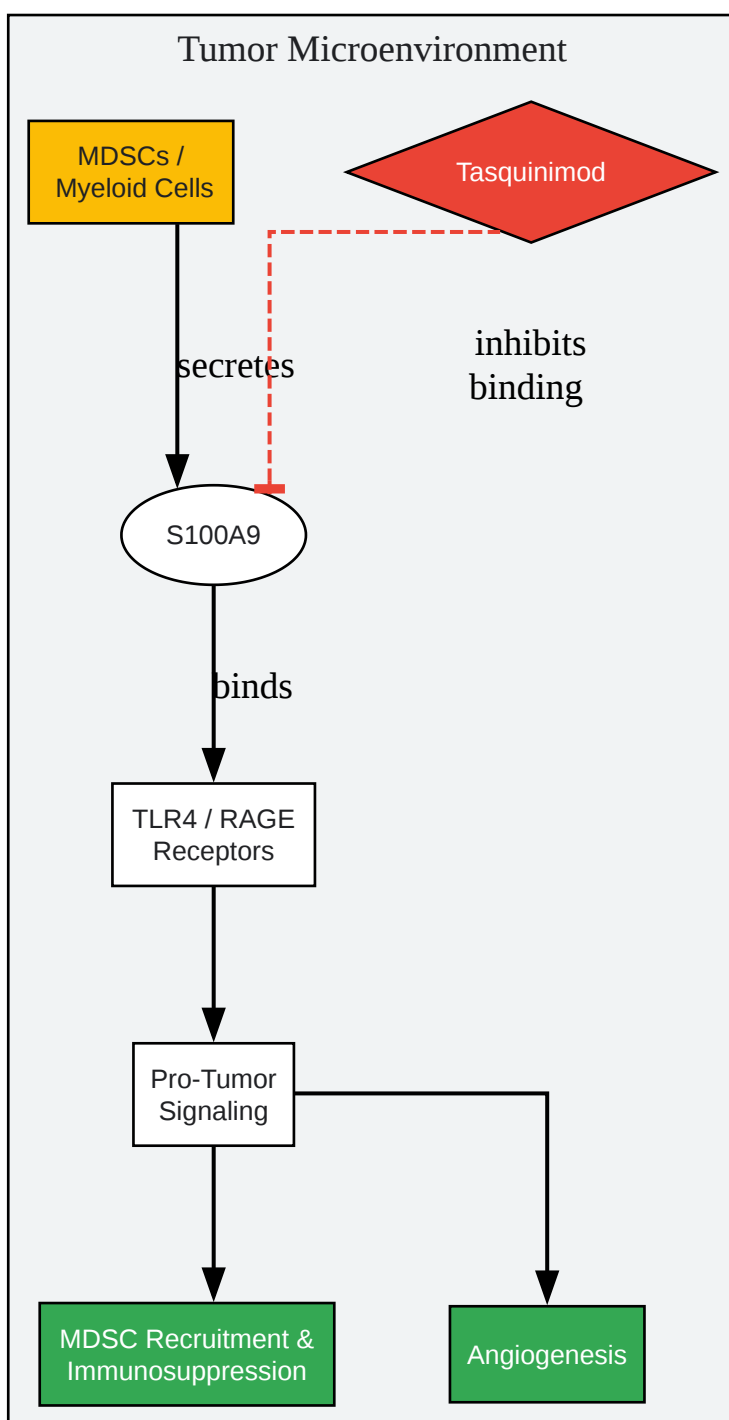 Tumor Microenvironment
MDSCs /
Myeloid Cells
Tasquinimod
secretes
inhibits
binding
S100A9
binds
TLR4 / RAGE
Receptors
Pro-Tumor
Signaling
MDSC Recruitment &
Immunosuppression
Angiogenesis